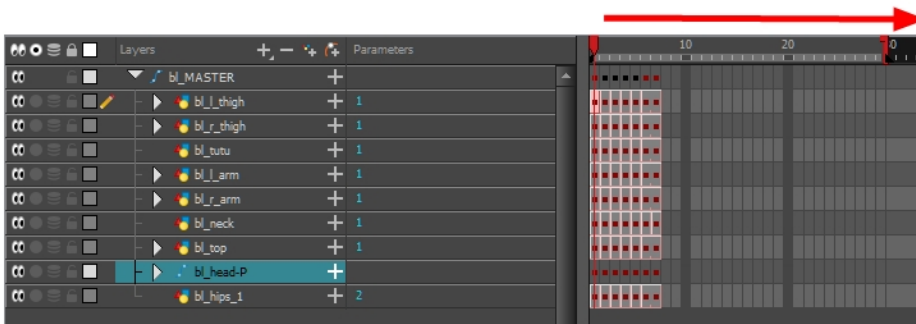 Layers Parameters 10 20 30
bl_MASTER
bl_l_thigh 1
bl_r_thigh 1
bl_tutu 1
bl_l_arm 1
bl_r_arm 1
bl_neck 1
bl_top 1
bl_head-P
bl_hips_1 2